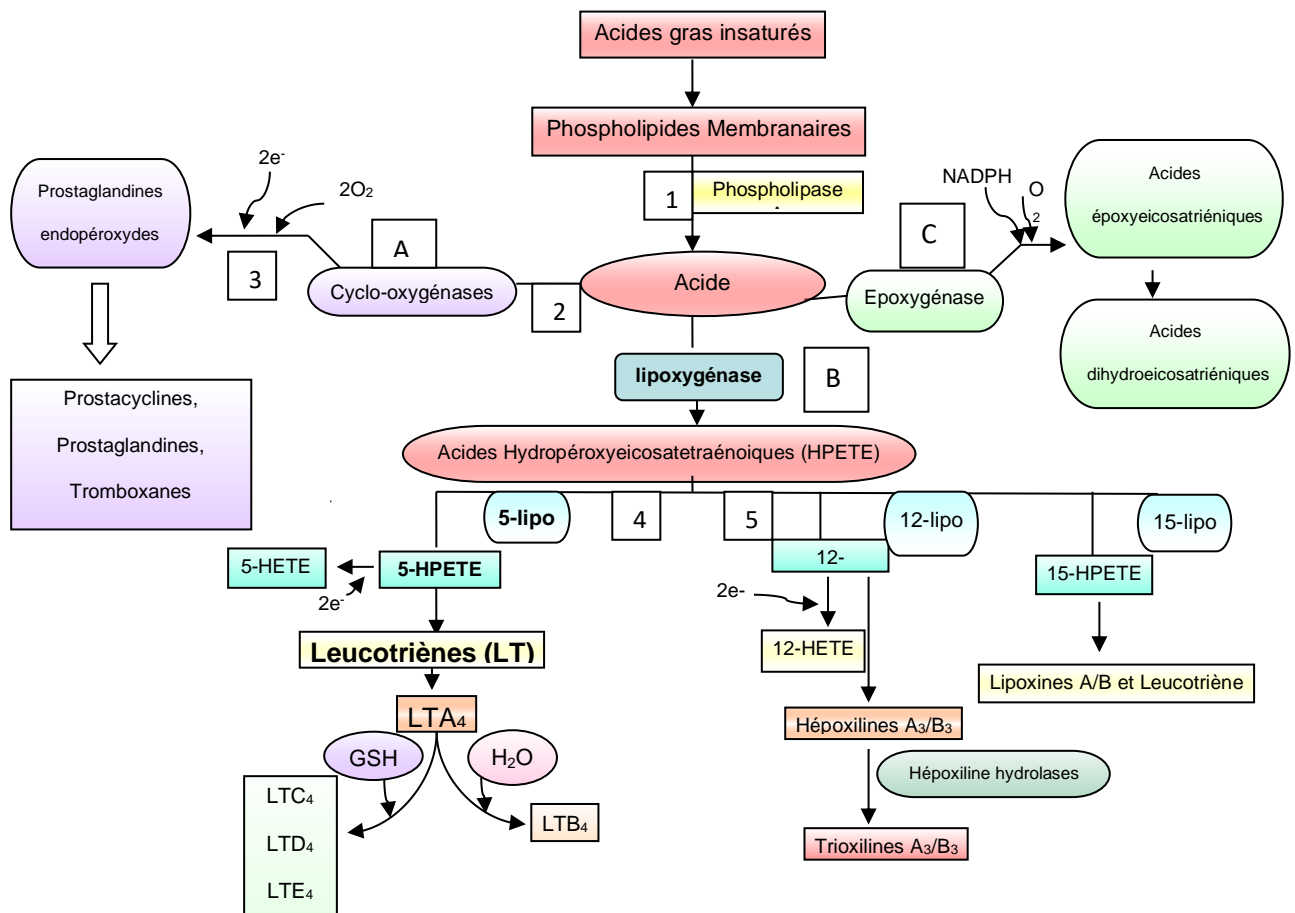 Acides gras insaturés
Phospholipides Membranaires
1
Phospholipase
2e-
2O₂
Prostaglandines
endopéroxydes
3
A
Cyclo-oxygénases
2
Acide
C
Epoxygénase
NADPH
O
2
Acides
époxyeicosatriéniques
Acides
dihydroeicosatriéniques
lipoxygénase
B
Prostacyclines,
Prostaglandines,
Tromboxanes
Acides Hydropéroxyeicosatetraénoiques (HPETE)
5-lipo
4
5
12-lipo
15-lipo
5-HETE
5-HPETE
2e-
12-
2e-
12-HETE
15-HPETE
Leucotriènes (LT)
Lipoxines A/B et Leucotriène
LTA₄
GSH
H₂O
Hépoxilines A₃/B₃
Hépoxiline hydrolases
LTC₄
LTD₄
LTE₄
LTB₄
Trioxilines A₃/B₃